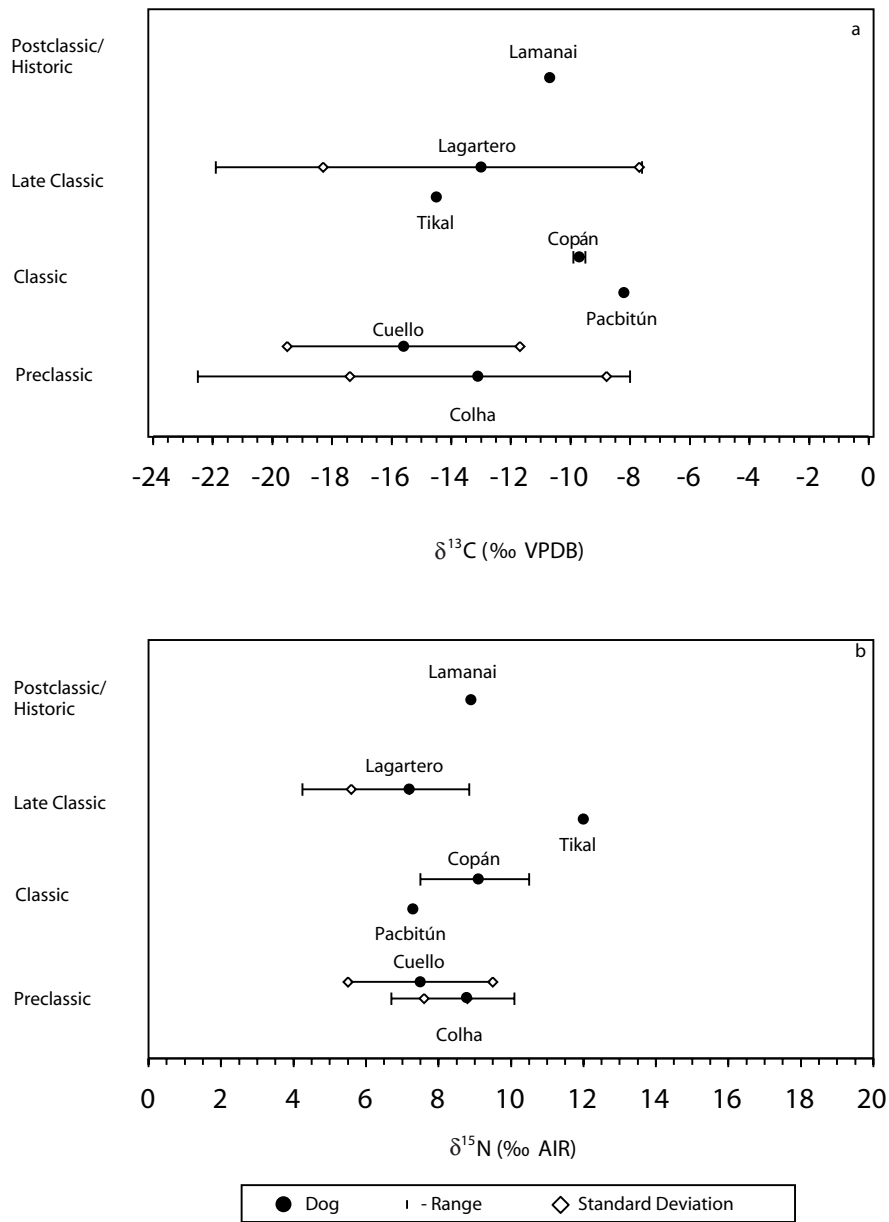 a
Postclassic/
Historic
Lamanai
Lagartero
Late Classic
Tikal
Copán
Classic
Pacbitún
Cuello
Preclassic
Colha
-24 -22 -20 -18 -16 -14 -12 -10 -8 -6 -4 -2 0
δ13C (‰ VPDB)
b
Postclassic/
Historic
Lamanai
Lagartero
Late Classic
Tikal
Copán
Classic
Pacbitún
Cuello
Preclassic
Colha
0 2 4 6 8 10 12 14 16 18 20
δ15N (‰ AIR)
Dog - Range Standard Deviation